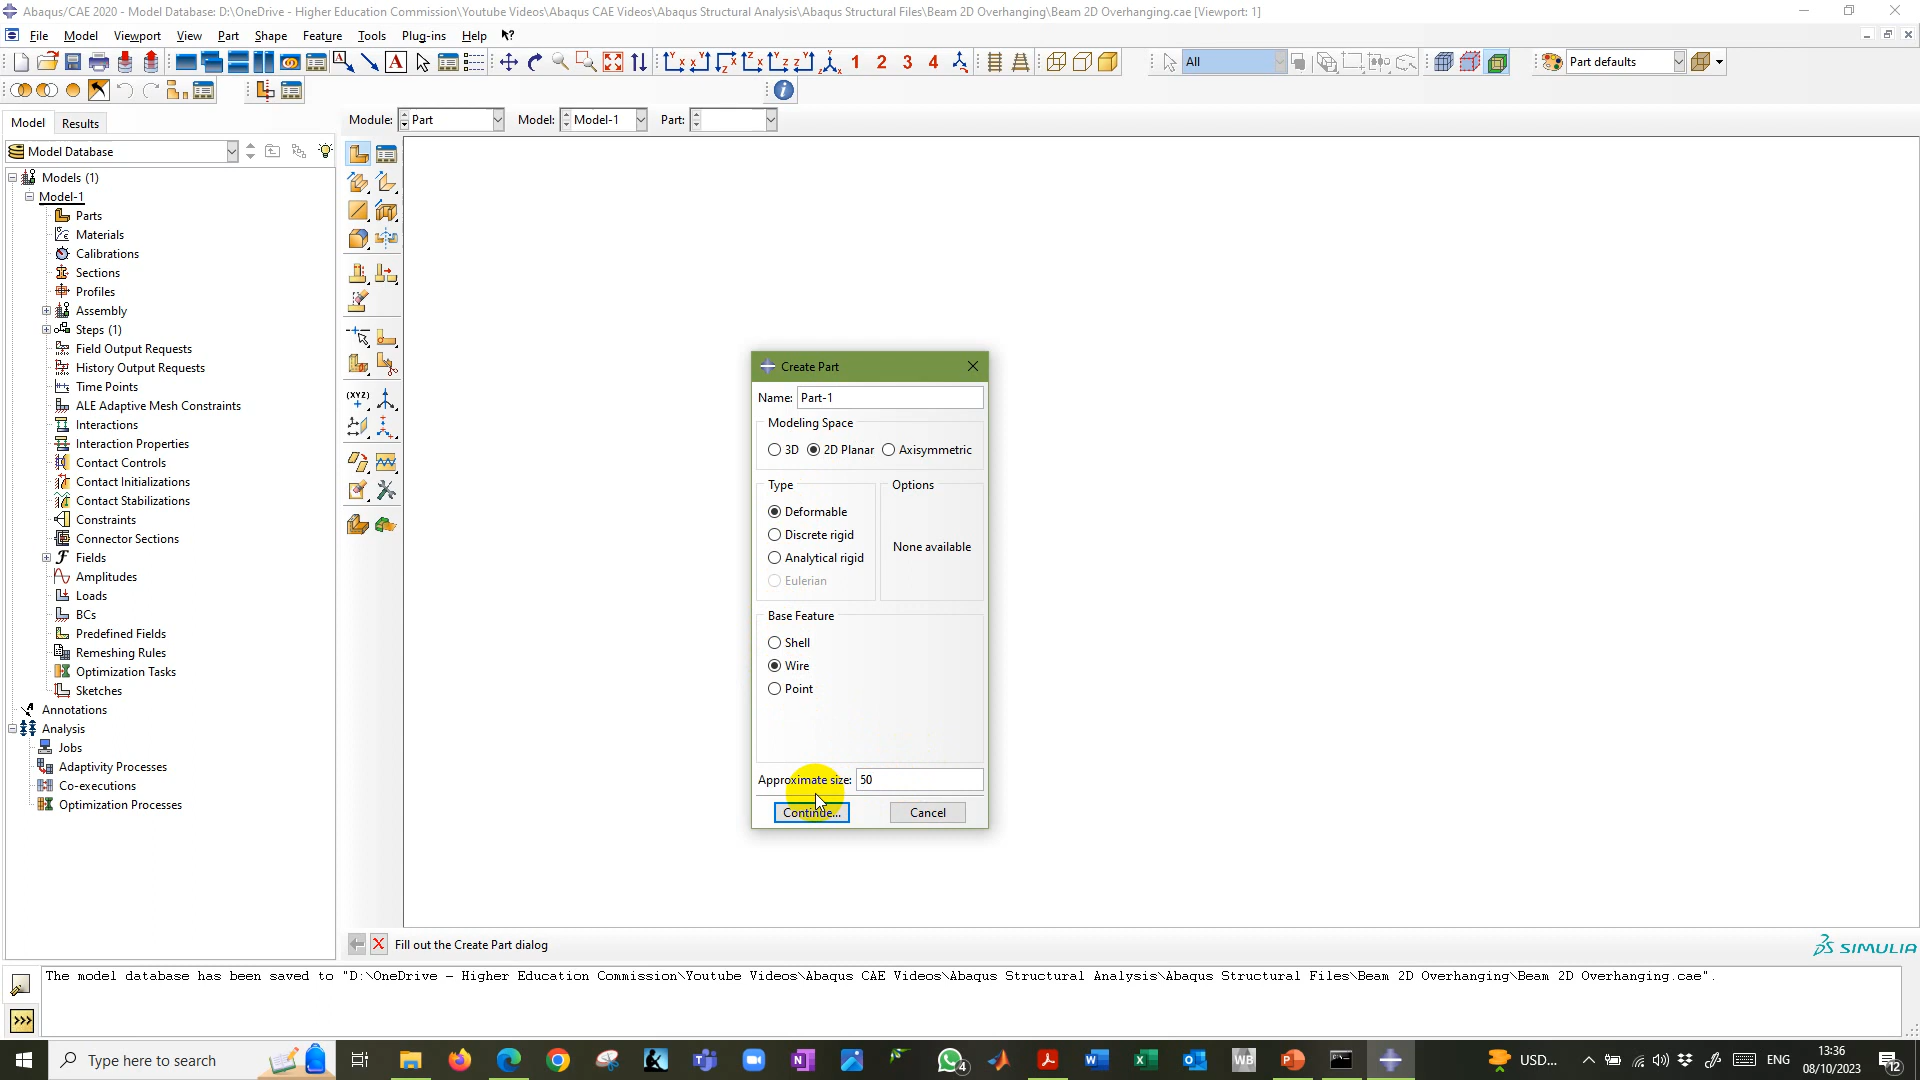 Abaqus/CAE 2020 - Model Database: D:\OneDrive - Higher Education Commission\Youtube Videos\Abaqus CAE Videos\Abaqus Structural Analysis\Abaqus Structural Files\Beam 2D Overhanging\Beam 2D Overhanging.cae [Viewport: 1]
File Model Viewport View Part Shape Feature Tools Plug-ins Help
1 2 3 4 All Part defaults
Model Results
Module: Part Model: Model-1 Part:
Model Database
Models (1)
Model-1
Parts
Materials
Calibrations
Sections
Profiles
Assembly
Steps (1)
Field Output Requests
History Output Requests
Time Points
ALE Adaptive Mesh Constraints
Interactions
Interaction Properties
Contact Controls
Contact Initializations
Contact Stabilizations
Constraints
Connector Sections
Fields
Amplitudes
Loads
BCs
Predefined Fields
Remeshing Rules
Optimization Tasks
Sketches
Annotations
Analysis
Jobs
Adaptivity Processes
Co-executions
Optimization Processes
(XYZ)
Create Part
Name: Part-1
Modeling Space
3D 2D Planar Axisymmetric
Type
Deformable
Discrete rigid
Analytical rigid
Eulerian
Options
None available
Base Feature
Shell
Wire
Point
Approximate size: 50
Continue... Cancel
Fill out the Create Part dialog
SIMULIA
The model database has been saved to "D:\OneDrive - Higher Education Commission\Youtube Videos\Abaqus CAE Videos\Abaqus Structural Analysis\Abaqus Structural Files\Beam 2D Overhanging\Beam 2D Overhanging.cae".
>>>
Type here to search
4
WB
USD...
ENG
13:36
08/10/2023
12